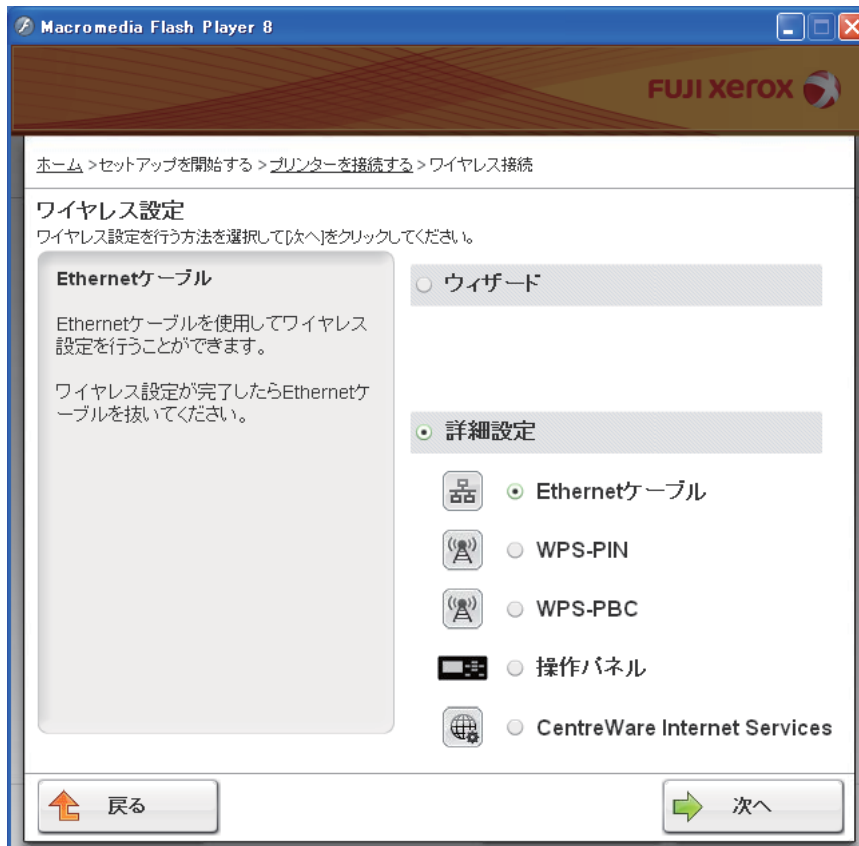 Macromedia Flash Player 8
FUJI xerox
ホーム >セットアップを開始する >プリンターを接続する >ワイヤレス接続
ワイヤレス設定
ワイヤレス設定を行う方法を選択して[次へ]をクリックしてください。
Ethernetケーブル
Ethernetケーブルを使用してワイヤレス
設定を行うことができます。
ワイヤレス設定が完了したらEthernetケ
ーブルを抜いてください。
ウィザード
詳細設定
Ethernetケーブル
WPS-PIN
WPS-PBC
操作パネル
CentreWare Internet Services
戻る
次へ